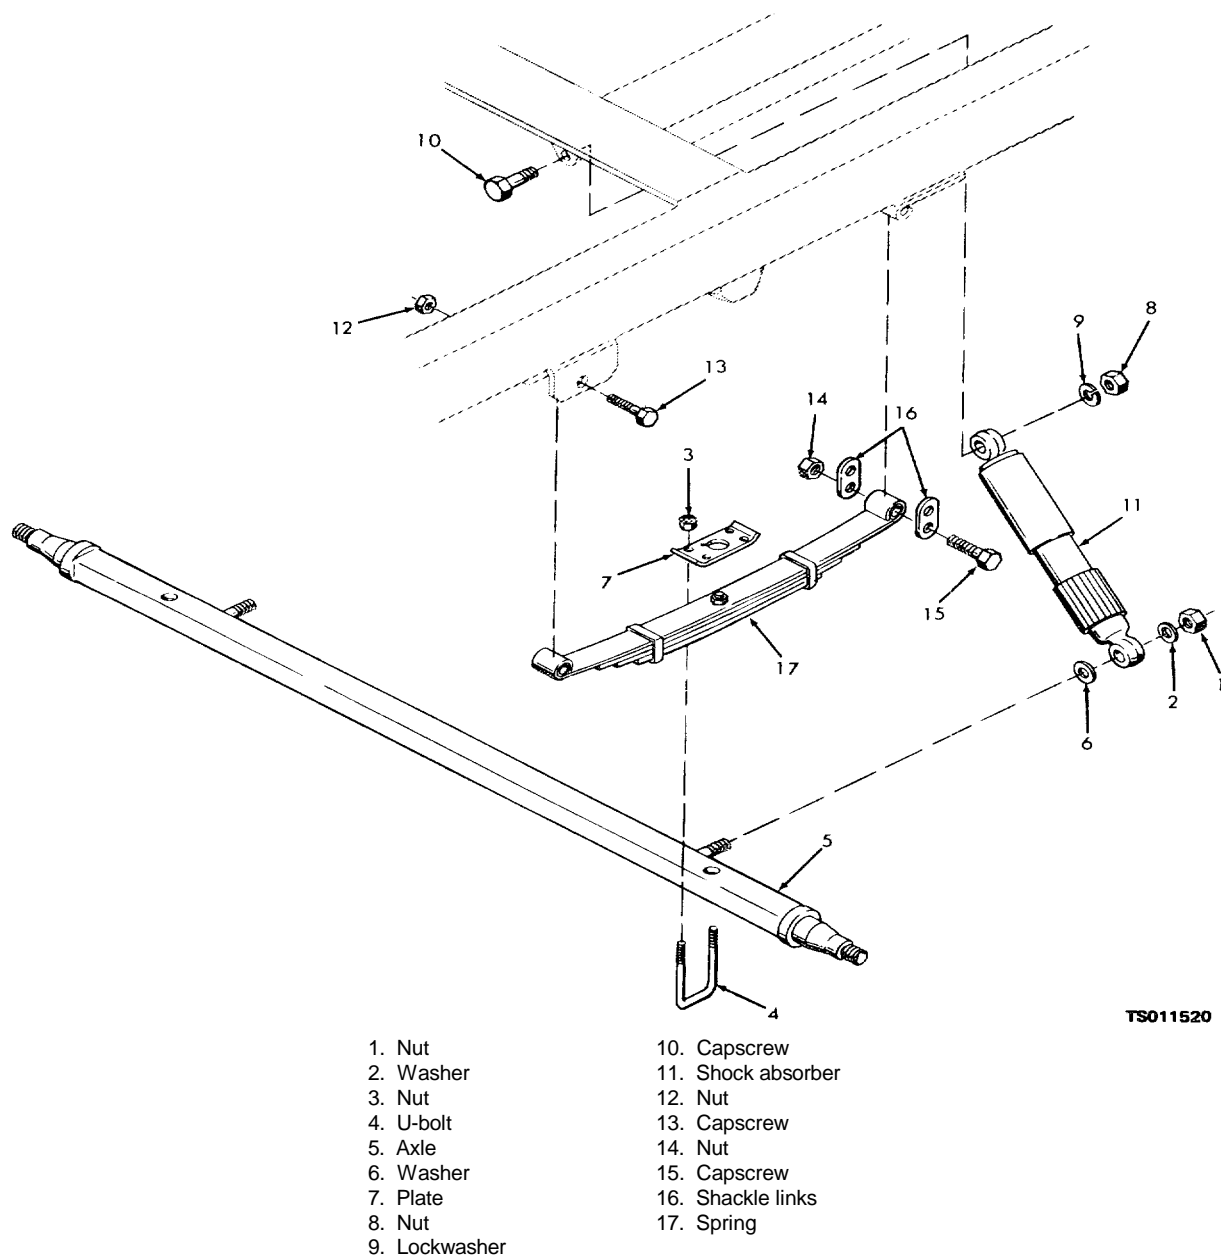 10
12
13
3
14
16
9
8
11
7
15
17
2
1
6
5
4
TS011520
1. Nut
2. Washer
3. Nut
4. U-bolt
5. Axle
6. Washer
7. Plate
8. Nut
9. Lockwasher
10. Capscrew
11. Shock absorber
12. Nut
13. Capscrew
14. Nut
15. Capscrew
16. Shackle links
17. Spring